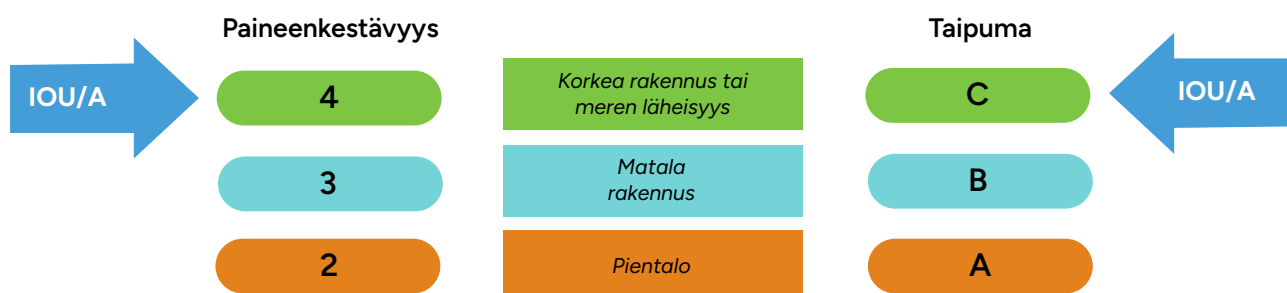 Paineenkestävyys
Taipuma
IOU/A
4
Korkea rakennus tai
meren läheisyys
C
IOU/A
3
Matala
rakennus
B
2
Pientalo
A